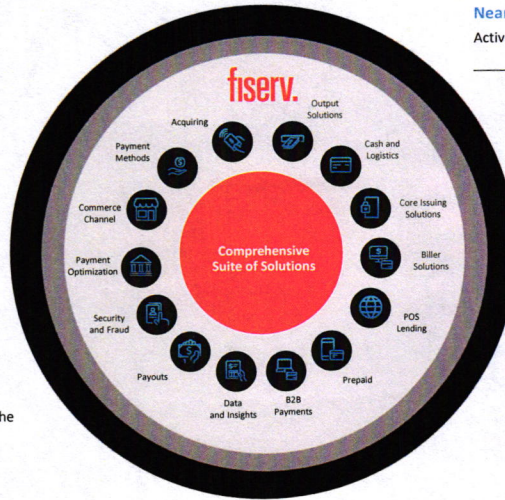 Near
Activ
fiserv.
Output
Solutions
Acquiring
Cash and
Logistics
Payment
Methods
Core Issuing
Solutions
Commerce
Channel
Biller
Solutions
Comprehensive
Suite of Solutions
Payment
Optimization
POS
Lending
Security
and Fraud
Prepaid
Payouts
B2B
Payments
Data
and Insights
he